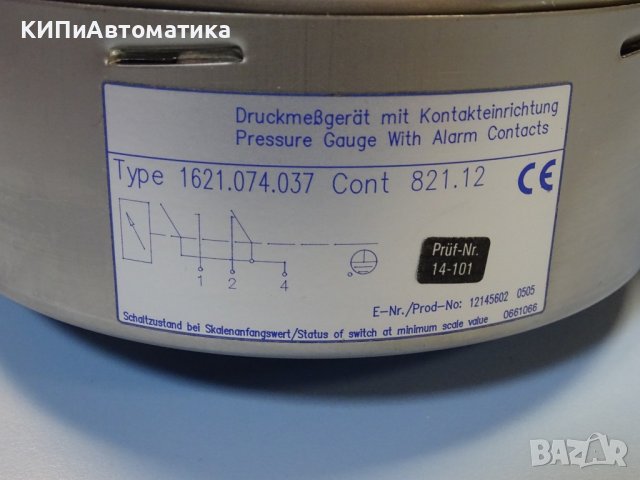 КИПиАвтоматика
Druckmeßgerät mit Kontakteinrichtung
Pressure Gauge With Alarm Contacts
Type 1621.074.037 Cont 821.12 CE
1 2 4
Prüf-Nr.
14-101
E-Nr./Prod-No: 12145602 0505
Schaltzustand bei Skalenanfangswert/Status of switch at minimum scale value 0661066
BAZAR